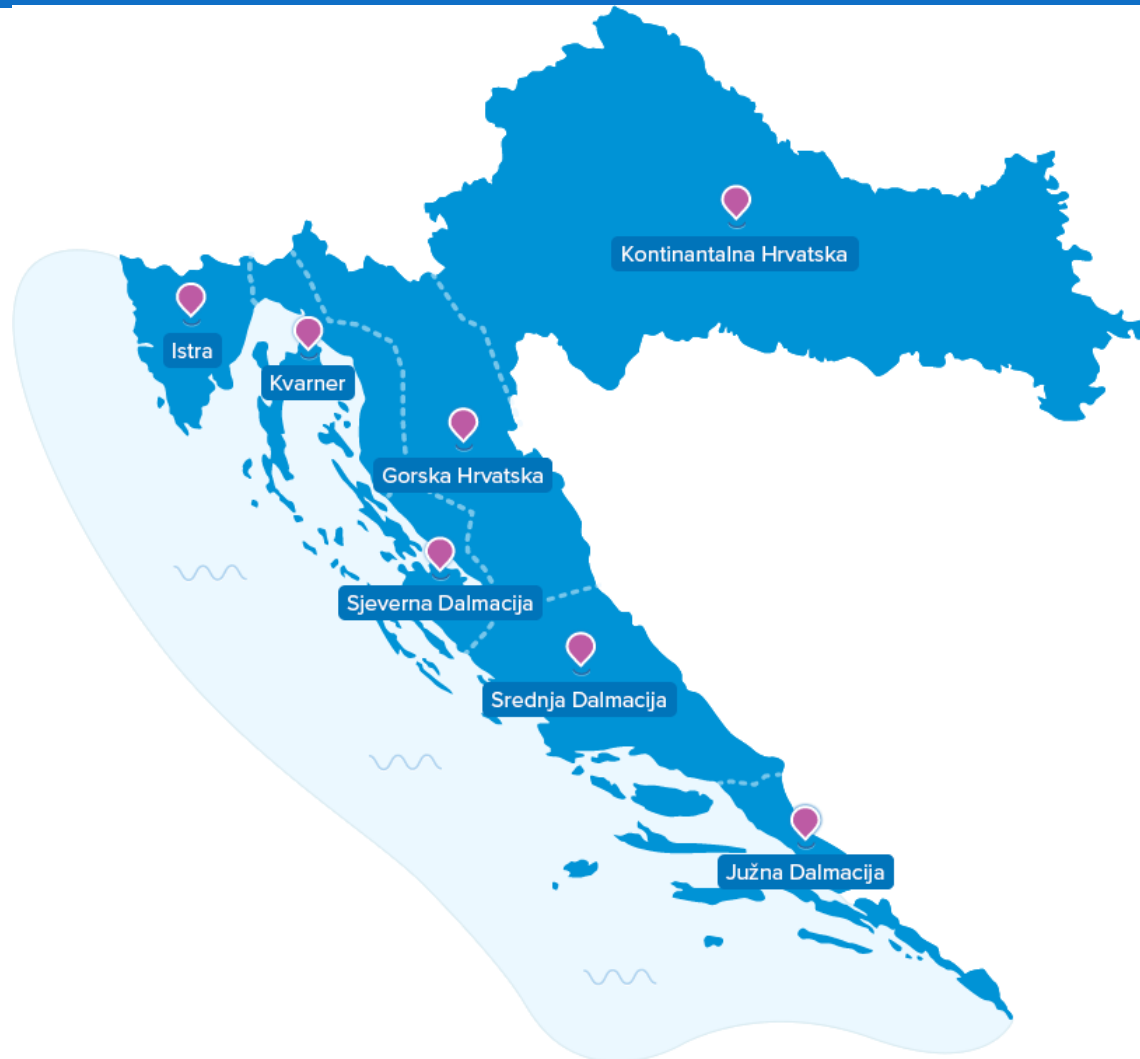 Kontinantalna Hrvatska
Istra
Kvarner
Gorska Hrvatska
Sjeverna Dalmacija
Srednja Dalmacija
Južna Dalmacija